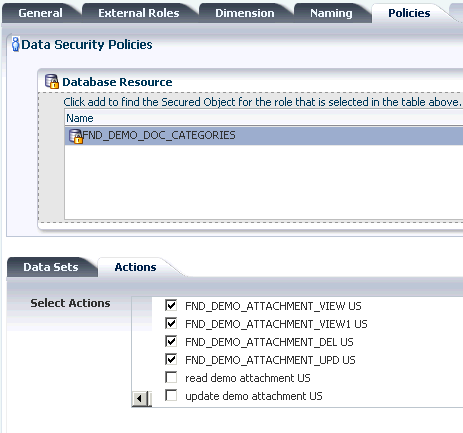 General External Roles Dimension Naming Policies
Data Security Policies
Database Resource
Click add to find the Secured Object for the role that is selected in the table above.
Name
FND_DEMO_DOC_CATEGORIES
Data Sets Actions
Select Actions
FND_DEMO_ATTACHMENT_VIEW US
FND_DEMO_ATTACHMENT_VIEW1 US
FND_DEMO_ATTACHMENT_DEL US
FND_DEMO_ATTACHMENT_UPD US
read demo attachment US
update demo attachment US